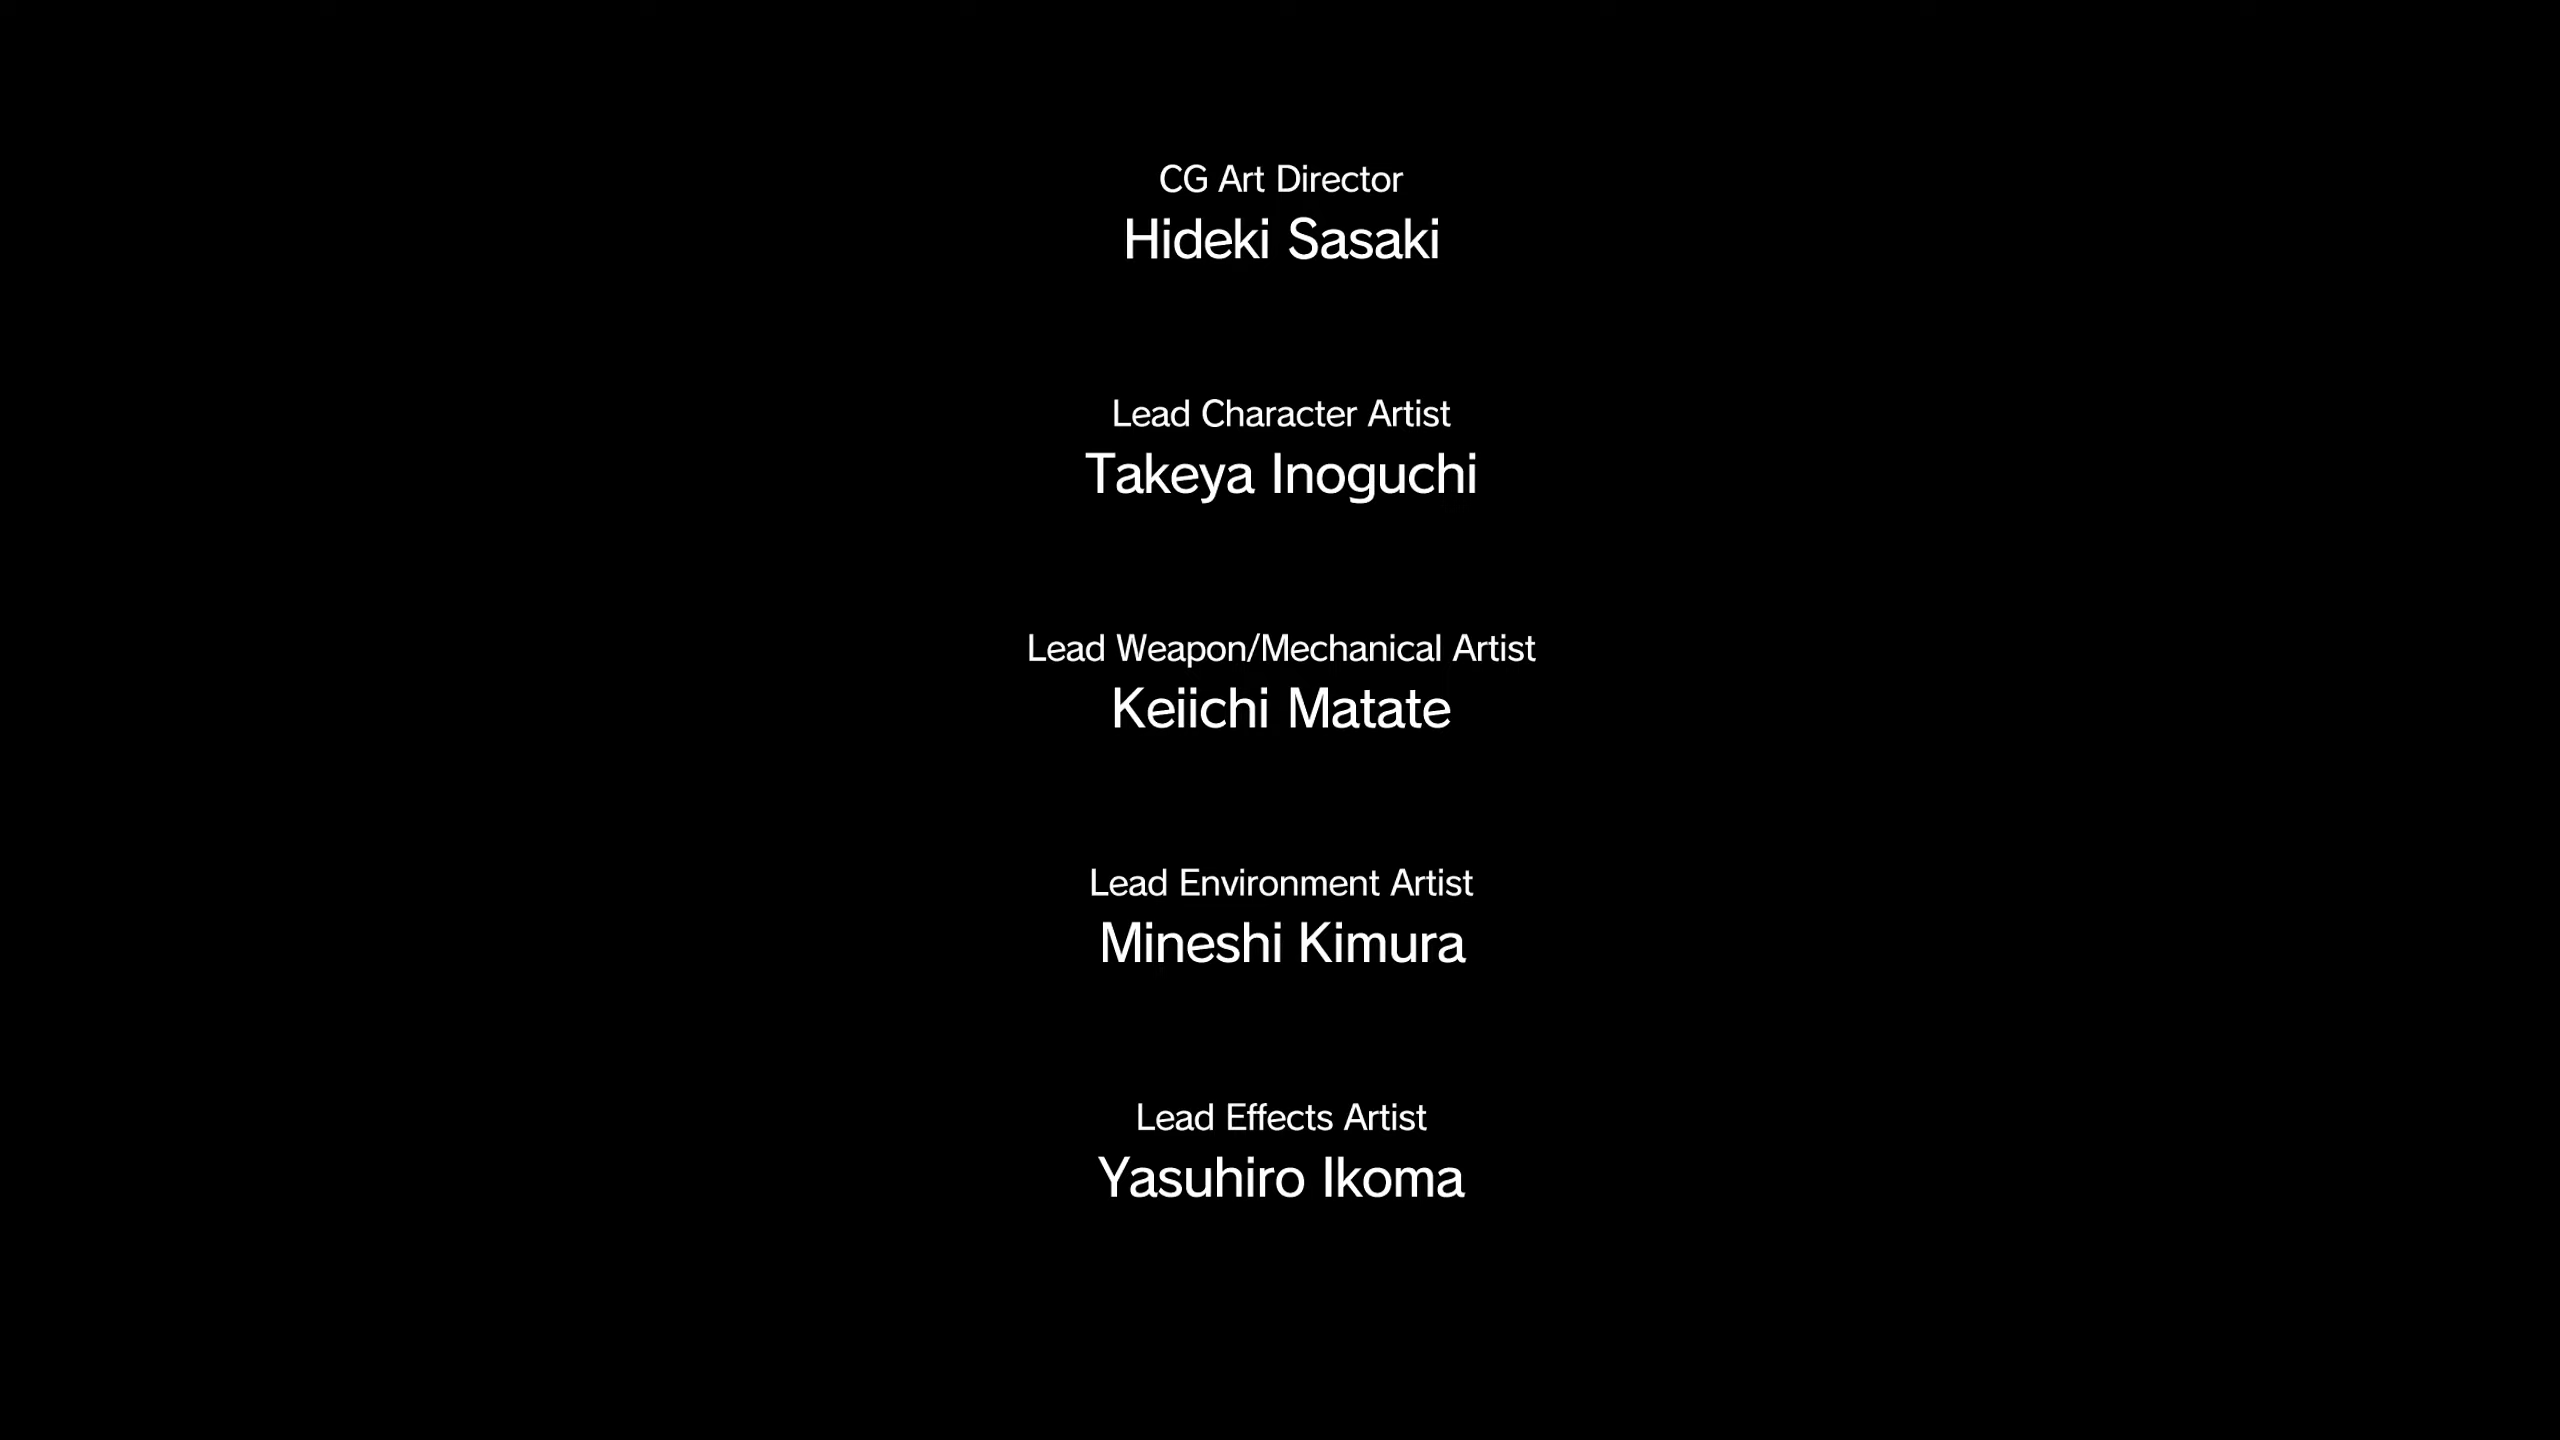 CG Art Director
Hideki Sasaki
Lead Character Artist
Takeya Inoguchi
Lead Weapon/Mechanical Artist
Keiichi Matate
Lead Environment Artist
Mineshi Kimura
Lead Effects Artist
Yasuhiro Ikoma